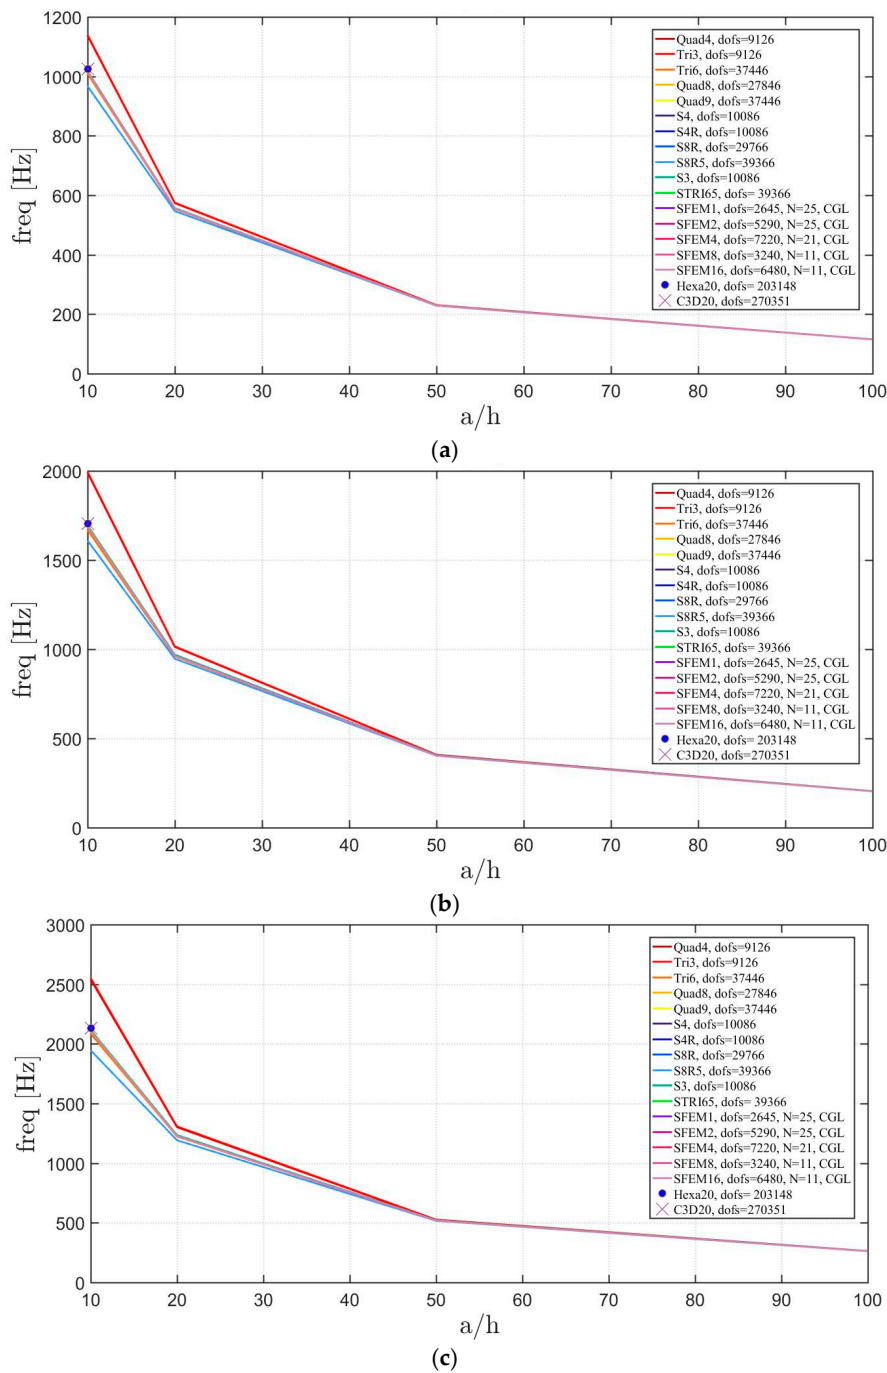 1200
1000
800
600
400
200
0
freq [Hz]
10 20 30 40 50 60 70 80 90 100
a/h
Quad4, dofs=9126
Tri3, dofs=9126
Tri6, dofs=37446
Quad8, dofs=27846
Quad9, dofs=37446
S4, dofs=10086
S4R, dofs=10086
S8R, dofs=29766
S8R5, dofs=39366
S3, dofs=10086
STRI65, dofs= 39366
SFEM1, dofs=2645, N=25, CGL
SFEM2, dofs=5290, N=25, CGL
SFEM4, dofs=7220, N=21, CGL
SFEM8, dofs=3240, N=11, CGL
SFEM16, dofs=6480, N=11, CGL
Hexa20, dofs= 203148
C3D20, dofs=270351
(a)
2000
1500
1000
500
0
freq [Hz]
10 20 30 40 50 60 70 80 90 100
a/h
Quad4, dofs=9126
Tri3, dofs=9126
Tri6, dofs=37446
Quad8, dofs=27846
Quad9, dofs=37446
S4, dofs=10086
S4R, dofs=10086
S8R, dofs=29766
S8R5, dofs=39366
S3, dofs=10086
STRI65, dofs= 39366
SFEM1, dofs=2645, N=25, CGL
SFEM2, dofs=5290, N=25, CGL
SFEM4, dofs=7220, N=21, CGL
SFEM8, dofs=3240, N=11, CGL
SFEM16, dofs=6480, N=11, CGL
Hexa20, dofs= 203148
C3D20, dofs=270351
(b)
3000
2500
2000
1500
1000
500
0
freq [Hz]
10 20 30 40 50 60 70 80 90 100
a/h
Quad4, dofs=9126
Tri3, dofs=9126
Tri6, dofs=37446
Quad8, dofs=27846
Quad9, dofs=37446
S4, dofs=10086
S4R, dofs=10086
S8R, dofs=29766
S8R5, dofs=39366
S3, dofs=10086
STRI65, dofs= 39366
SFEM1, dofs=2645, N=25, CGL
SFEM2, dofs=5290, N=25, CGL
SFEM4, dofs=7220, N=21, CGL
SFEM8, dofs=3240, N=11, CGL
SFEM16, dofs=6480, N=11, CGL
Hexa20, dofs= 203148
C3D20, dofs=270351
(c)